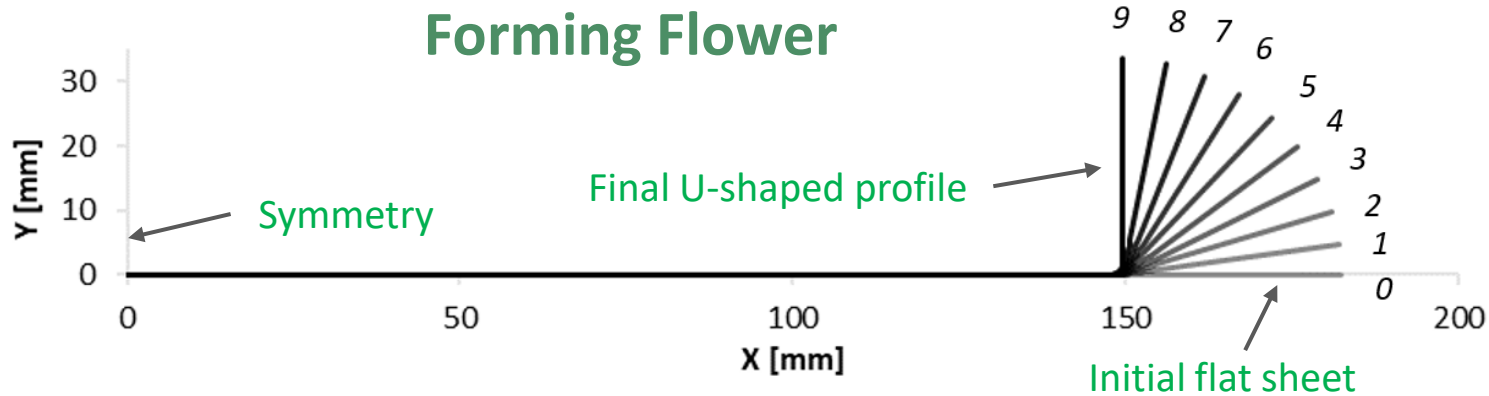 Forming Flower
9
8
7
6
5
4
3
2
1
0
Y [mm]
30
20
10
0
Symmetry
Final U-shaped profile
0 50 100 150 200
X [mm]
Initial flat sheet